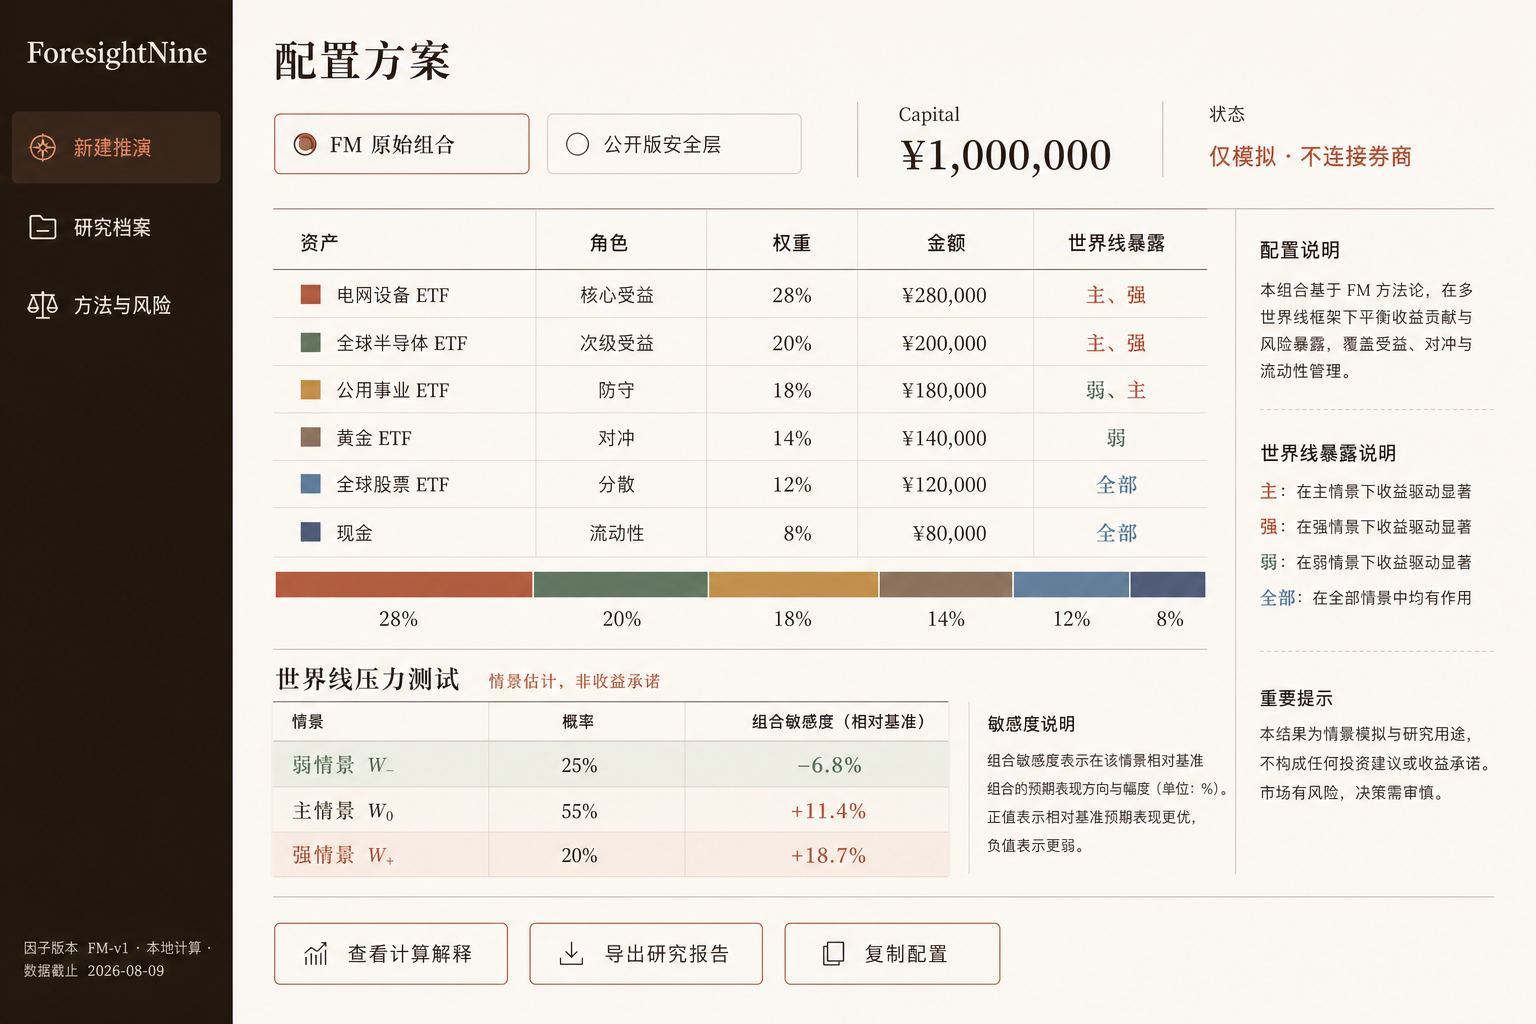 ForesightNine
新建推演
研究档案
方法与风险
因子版本 FM-v1 · 本地计算 ·
数据截止 2026-08-09
配置方案
FM 原始组合
公开版安全层
Capital
¥1,000,000
状态
仅模拟 · 不连接券商
资产 角色 权重 金额 世界线暴露
电网设备 ETF 核心受益 28% ¥280,000 主、强
全球半导体 ETF 次级受益 20% ¥200,000 主、强
公用事业 ETF 防守 18% ¥180,000 弱、主
黄金 ETF 对冲 14% ¥140,000 弱
全球股票 ETF 分散 12% ¥120,000 全部
现金 流动性 8% ¥80,000 全部
28% 20% 18% 14% 12% 8%
世界线压力测试 情景估计，非收益承诺
情景 概率 组合敏感度（相对基准）
弱情景 W− 25% −6.8%
主情景 W0 55% +11.4%
强情景 W+ 20% +18.7%
敏感度说明
组合敏感度表示在该情景相对基准
组合的预期表现方向与幅度（单位：%）。
正值表示相对基准预期表现更优，
负值表示更弱。
配置说明
本组合基于 FM 方法论，在多
世界线框架下平衡收益贡献与
风险暴露，覆盖受益、对冲与
流动性管理。
世界线暴露说明
主：在主情景下收益驱动显著
强：在强情景下收益驱动显著
弱：在弱情景下收益驱动显著
全部：在全部情景中均有作用
重要提示
本结果为情景模拟与研究用途，
不构成任何投资建议或收益承诺。
市场有风险，决策需审慎。
查看计算解释
导出研究报告
复制配置